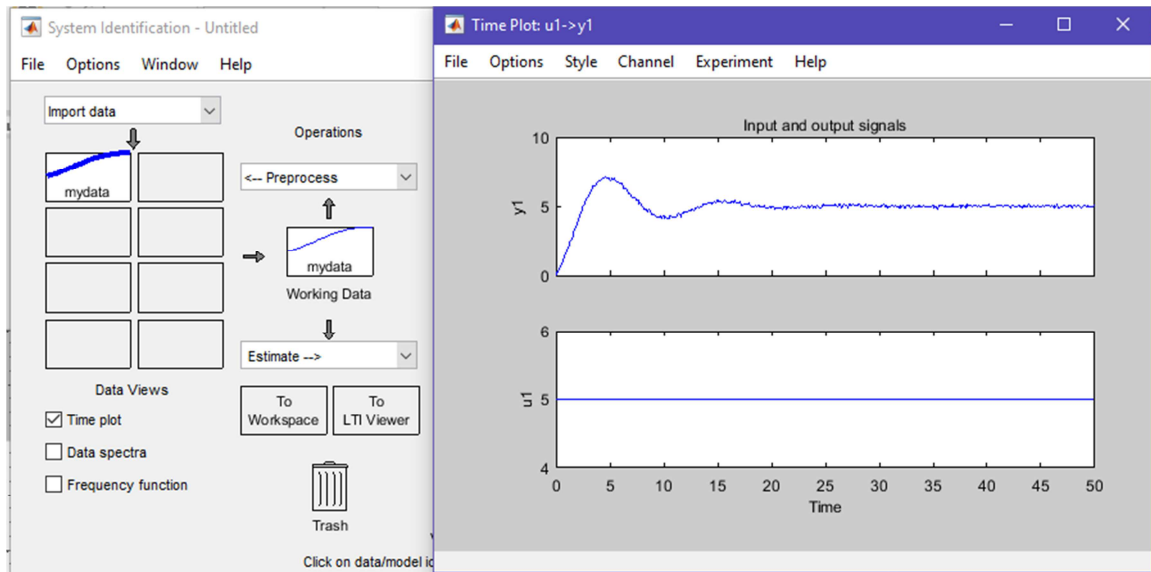 System Identification - Untitled
File Options Window Help
Import data
Operations
mydata
<-- Preprocess
mydata
Working Data
Estimate -->
Data Views
To Workspace
To LTI Viewer
Time plot
Data spectra
Frequency function
Trash
Click on data/model
Time Plot: u1->y1
File Options Style Channel Experiment Help
Input and output signals
10
5
0
y1
6
5
4
u1
0 5 10 15 20 25 30 35 40 45 50
Time